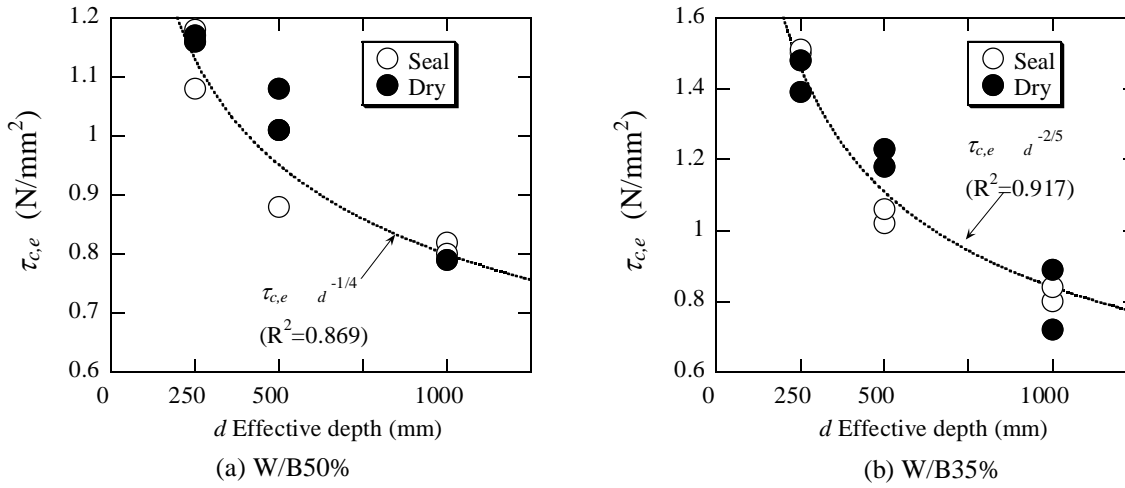 1.2
1.1
1
0.9
0.8
0.7
0.6
τc,e (N/mm²)
Seal
Dry
τc,e d -1/4
(R²=0.869)
0 250 500 1000
d Effective depth (mm)
(a) W/B50%
1.6
1.4
1.2
1
0.8
0.6
τc,e (N/mm²)
Seal
Dry
τc,e d -2/5
(R²=0.917)
0 250 500 1000
d Effective depth (mm)
(b) W/B35%